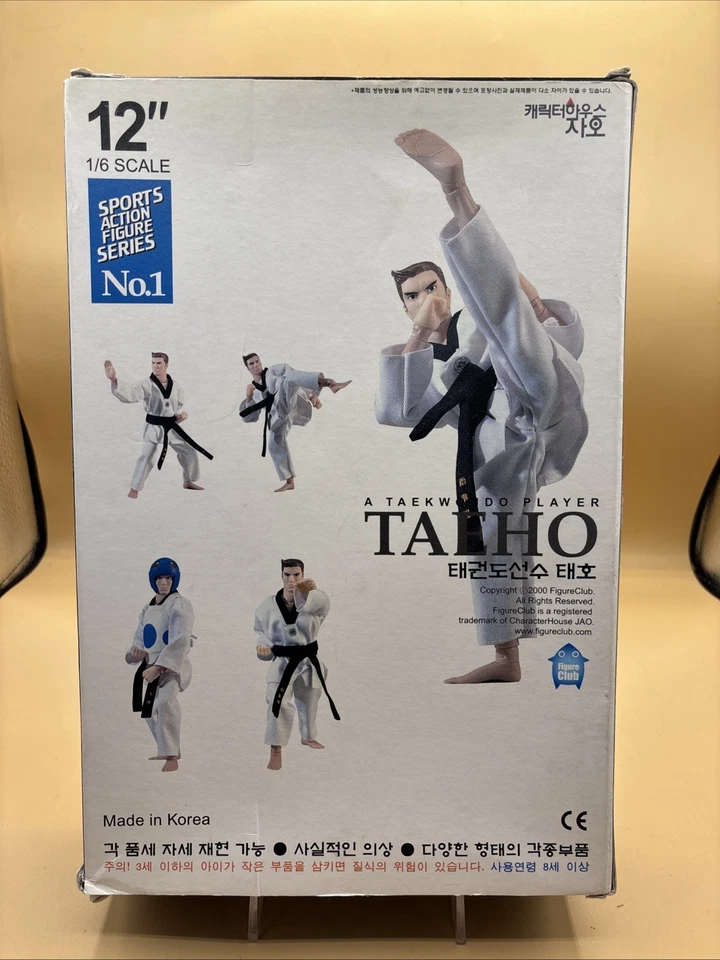 *제품의 성능향상을 위해 예고없이 변경될 수 있으며 포장사진과 실제제품이 다소 차이가 있을 수 있습니다.
캐릭터하우스
자오
12"
1/6 SCALE
SPORTS
ACTION
FIGURE
SERIES
No.1
A TAEKWONDO PLAYER
TAEHO
태권도선수 태호
Copyright ⓒ2000 FigureClub.
All Rights Reserved.
FigureClub is a registered
trademark of CharacterHouse JAO.
www.figureclub.com
Figure
Club
Made in Korea
CE
각 품세 자세 재현 가능 ● 사실적인 의상 ● 다양한 형태의 각종부품
주의! 3세 이하의 아이가 작은 부품을 삼키면 질식의 위험이 있습니다. 사용연령 8세 이상